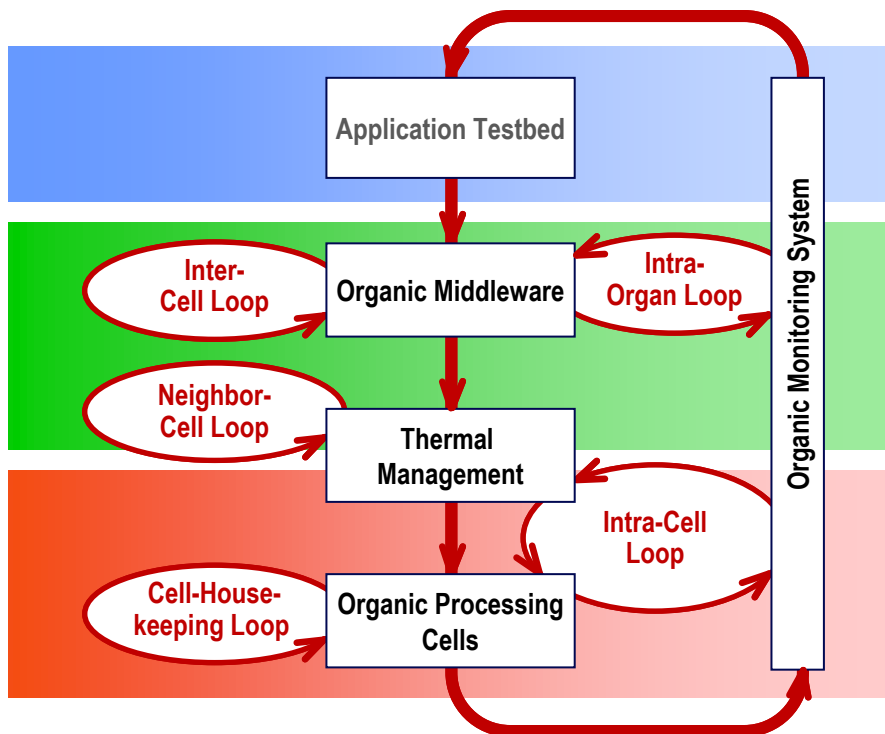 Application Testbed
Inter-
Cell Loop
Organic Middleware
Intra-
Organ Loop
Organic Monitoring System
Neighbor-
Cell Loop
Thermal
Management
Intra-Cell
Loop
Cell-House-
keeping Loop
Organic Processing
Cells